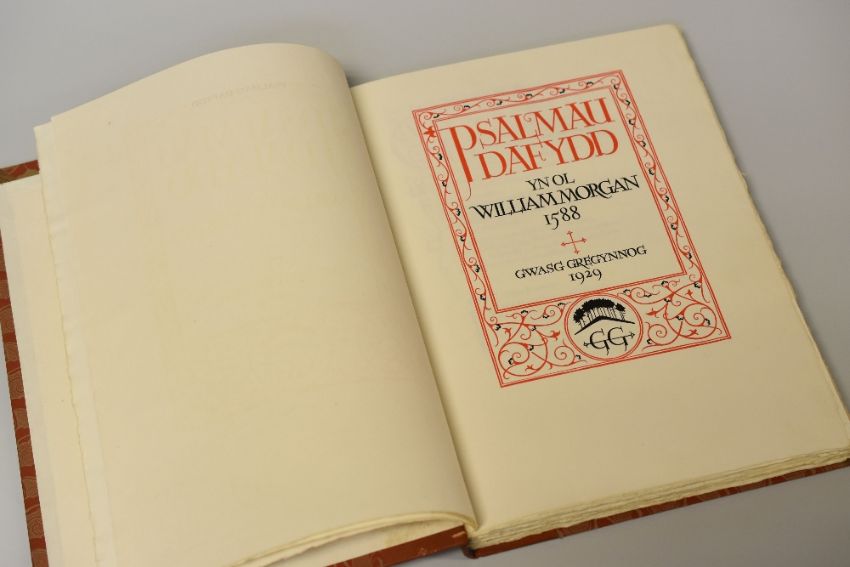 PSALMAU
DAFYDD
YN OL
WILLIAM MORGAN
1588
GWASG GREGYNNOG
1929
GG